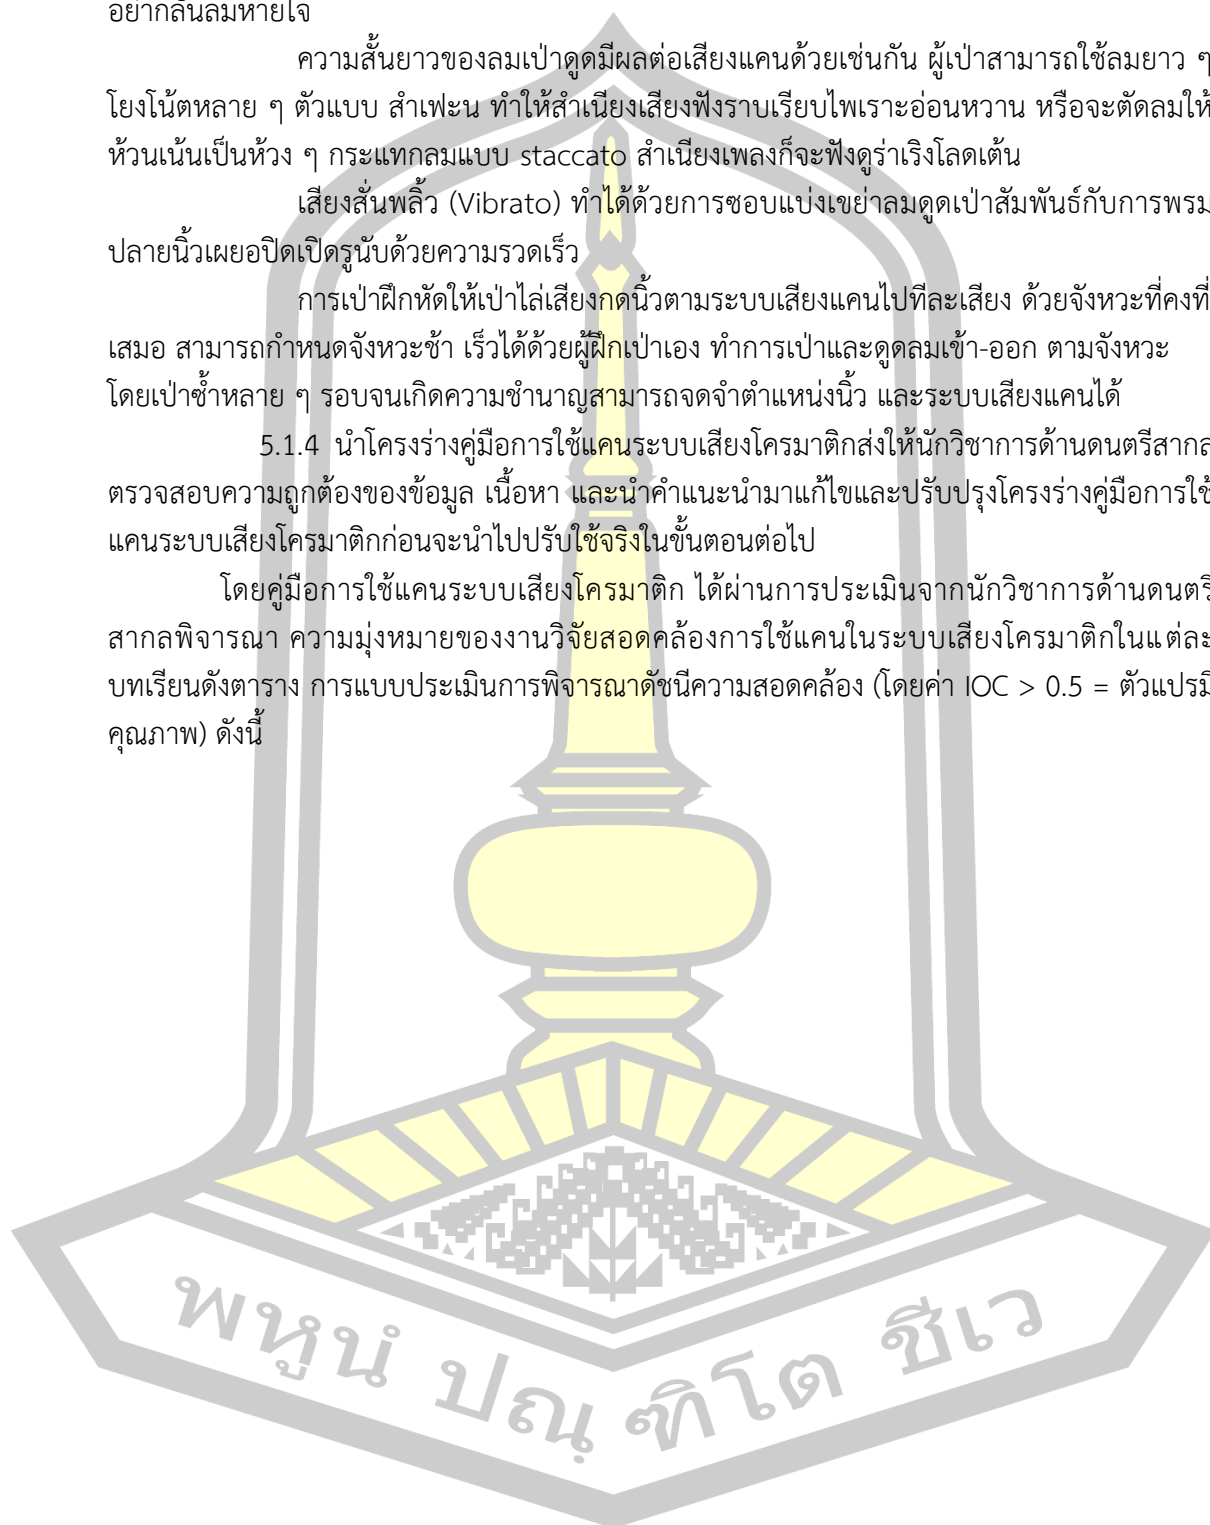 อย่ากลั้นลมหายใจ
ความสั้นยาวของลมเป่าดูดมีผลต่อเสียงแคนด้วยเช่นกัน ผู้เป่าสามารถใช้ลมยาว ๆ
โยงโน้ตหลาย ๆ ตัวแบบ สำเฟะน ทำให้สำเนียงเสียงฟังราบเรียบไพเราะอ่อนหวาน หรือจะตัดลมให้
ห้วนเน้นเป็นห้วง ๆ กระแทกลมแบบ staccato สำเนียงเพลงก็จะฟังดูร่าเริงโลดเต้น
เสียงสั่นพลิ้ว (Vibrato) ทำได้ด้วยการซอบแบ่งเขย่าลมดูดเป่าสัมพันธ์กับการพรม
ปลายนิ้วเผยอปิดเปิดรูนับด้วยความรวดเร็ว
การเป่าฝึกหัดให้เป่าไล่เสียงกดนิ้วตามระบบเสียงแคนไปทีละเสียง ด้วยจังหวะที่คงที่
เสมอ สามารถกำหนดจังหวะช้า เร็วได้ด้วยผู้ฝึกเป่าเอง ทำการเป่าและดูดลมเข้า-ออก ตามจังหวะ
โดยเป่าซ้ำหลาย ๆ รอบจนเกิดความชำนาญสามารถจดจำตำแหน่งนิ้ว และระบบเสียงแคนได้
5.1.4 นำโครงร่างคู่มือการใช้แคนระบบเสียงโครมาติกส่งให้นักวิชาการด้านดนตรีสากล
ตรวจสอบความถูกต้องของข้อมูล เนื้อหา และนำคำแนะนำมาแก้ไขและปรับปรุงโครงร่างคู่มือการใช้
แคนระบบเสียงโครมาติกก่อนจะนำไปปรับใช้จริงในขั้นตอนต่อไป
โดยคู่มือการใช้แคนระบบเสียงโครมาติก ได้ผ่านการประเมินจากนักวิชาการด้านดนตรี
สากลพิจารณา ความมุ่งหมายของงานวิจัยสอดคล้องการใช้แคนในระบบเสียงโครมาติกในแต่ละ
บทเรียนดังตาราง การแบบประเมินการพิจารณาดัชนีความสอดคล้อง (โดยค่า IOC > 0.5 = ตัวแปรมี
คุณภาพ) ดังนี้
พหูนํ ปณฺฑิโต ชีเว